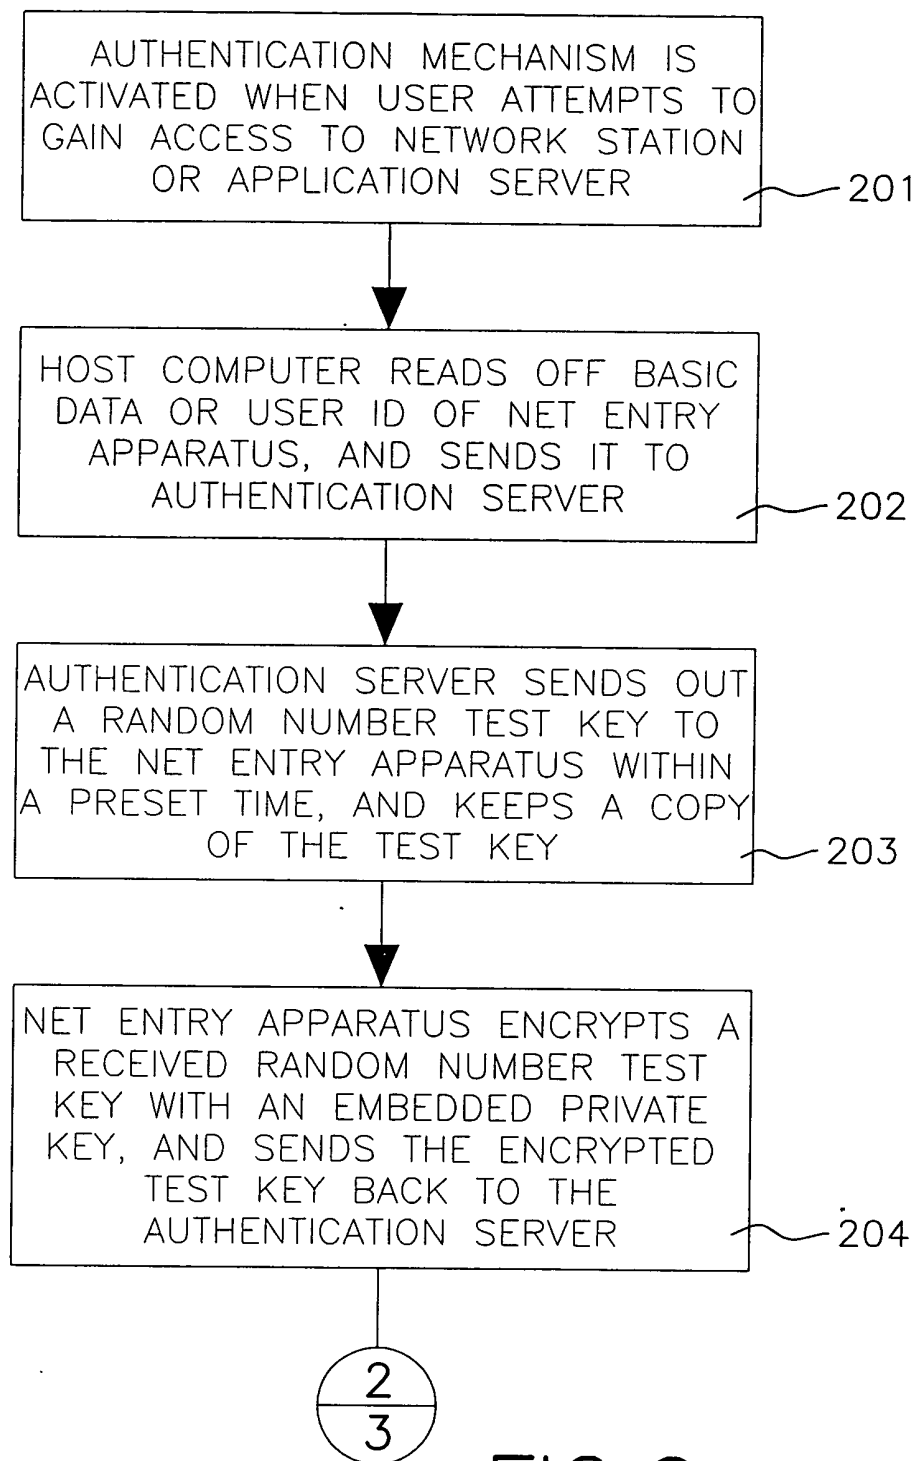 AUTHENTICATION MECHANISM IS
ACTIVATED WHEN USER ATTEMPTS TO
GAIN ACCESS TO NETWORK STATION
OR APPLICATION SERVER
201
HOST COMPUTER READS OFF BASIC
DATA OR USER ID OF NET ENTRY
APPARATUS, AND SENDS IT TO
AUTHENTICATION SERVER
202
AUTHENTICATION SERVER SENDS OUT
A RANDOM NUMBER TEST KEY TO
THE NET ENTRY APPARATUS WITHIN
A PRESET TIME, AND KEEPS A COPY
OF THE TEST KEY
203
NET ENTRY APPARATUS ENCRYPTS A
RECEIVED RANDOM NUMBER TEST
KEY WITH AN EMBEDDED PRIVATE
KEY, AND SENDS THE ENCRYPTED
TEST KEY BACK TO THE
AUTHENTICATION SERVER
204
2
3